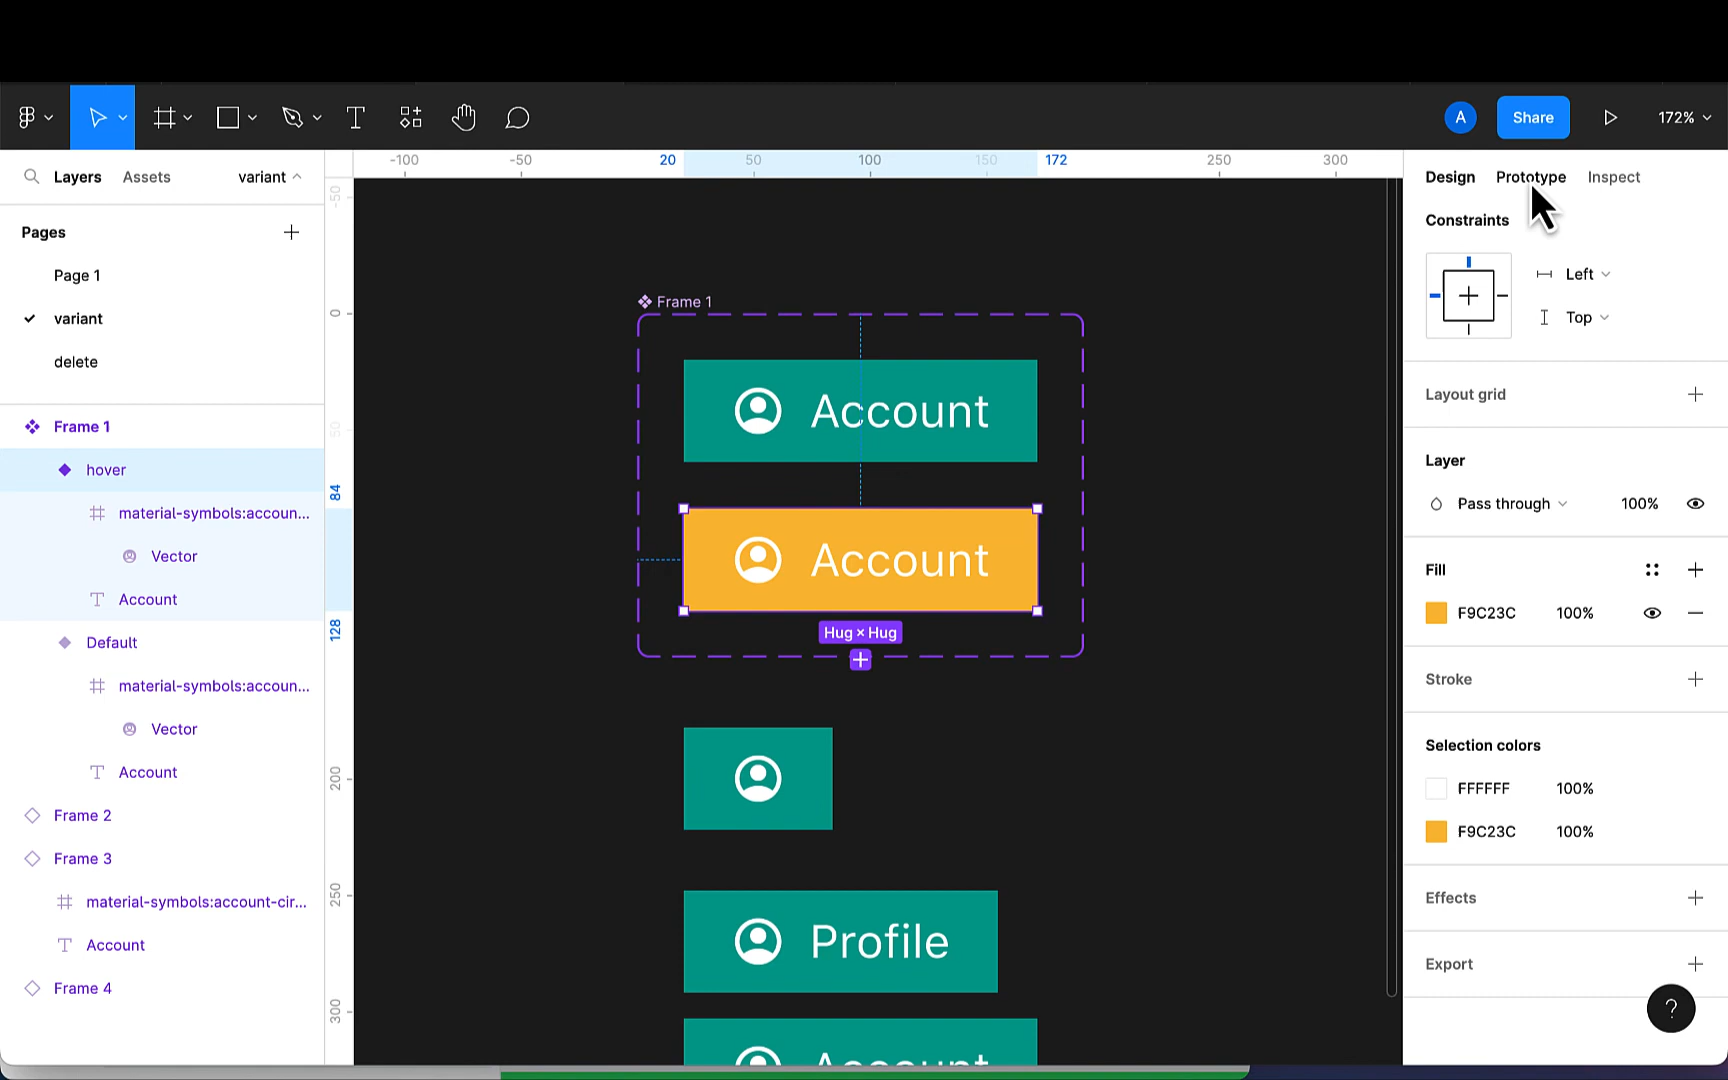 A
Share
172%
Layers
Assets
variant
Pages
Page 1
variant
delete
Frame 1
hover
material-symbols:accoun...
Vector
Account
Default
material-symbols:accoun...
Vector
Account
Frame 2
Frame 3
material-symbols:account-cir...
Account
Frame 4
-100
-50
20
50
100
150
172
250
300
-50
0
50
84
128
200
250
300
Frame 1
Account
Account
Hug × Hug
Profile
Account
Design
Prototype
Inspect
Constraints
Left
Top
Layout grid
Layer
Pass through
100%
Fill
F9C23C
100%
Stroke
Selection colors
FFFFFF
100%
F9C23C
100%
Effects
Export
?